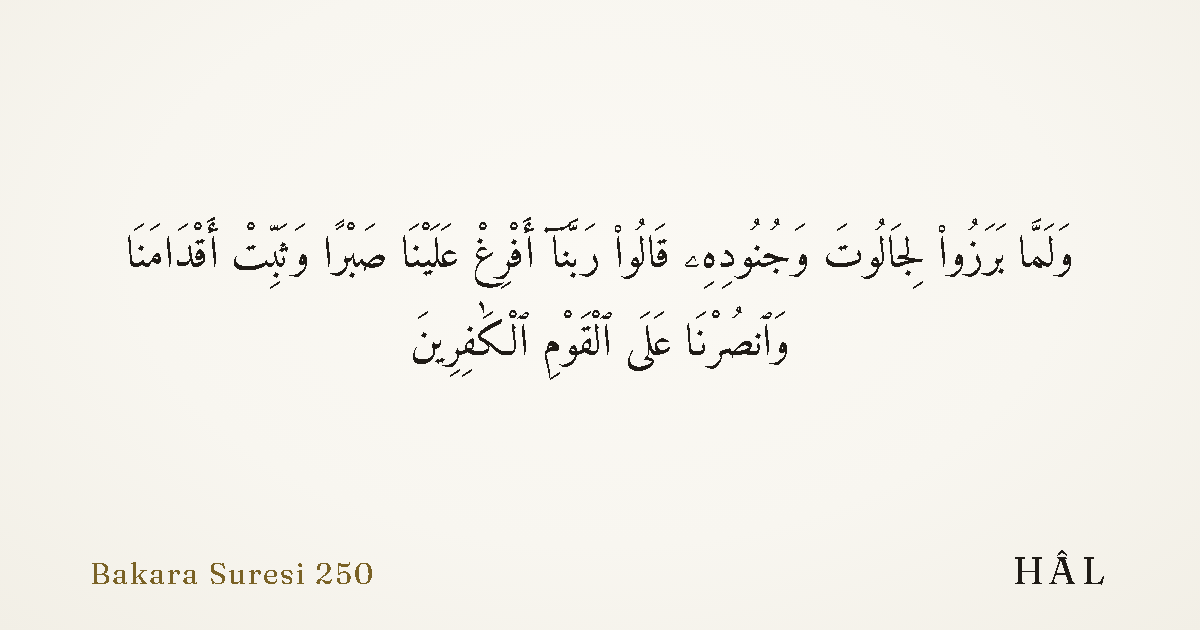 وَلَمَّا بَرَزُوا۟ لِجَالُوتَ وَجُنُودِهِۦ قَالُوا۟ رَبَّنَآ أَفْرِغْ عَلَيْنَا صَبْرًا وَثَبِّتْ أَقْدَامَنَا
وَٱنصُرْنَا عَلَى ٱلْقَوْمِ ٱلْكَـٰفِرِينَ
Bakara Suresi 250
HÂL